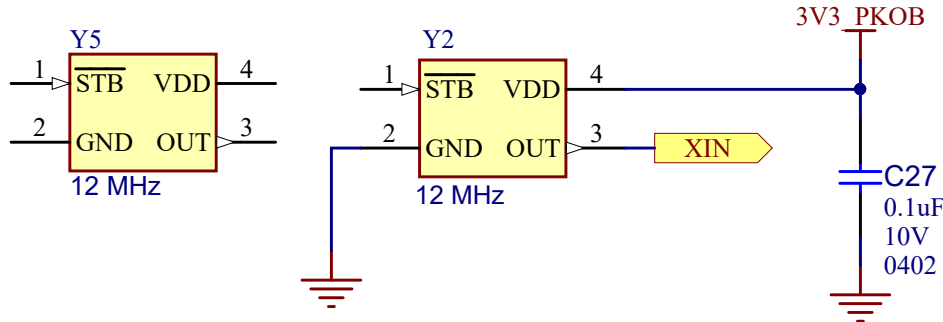 3V3_PKOB
Y5
1 STB VDD 4
2 GND OUT 3
12 MHz
Y2
1 STB VDD 4
2 GND OUT 3
12 MHz
XIN
C27
0.1uF
10V
0402